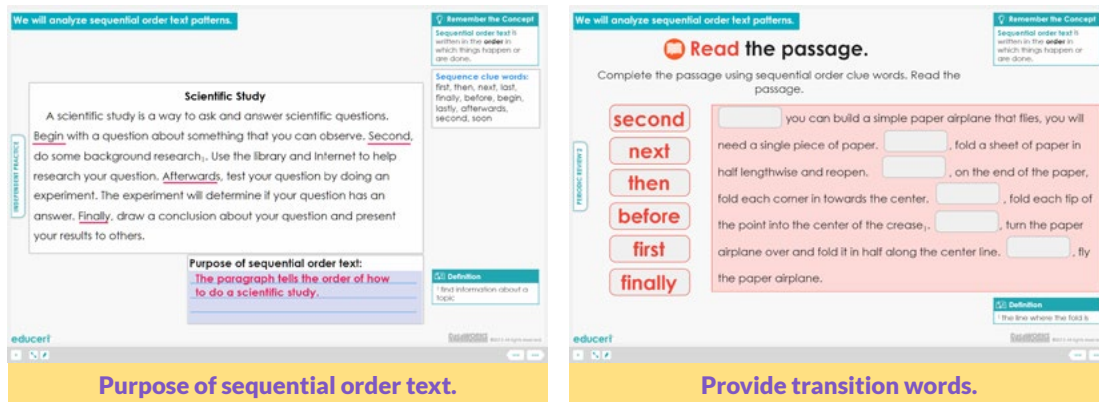 We will analyze sequential order text patterns.
Remember the Concept
Sequential order text is
written in the order in
which things happen or
are done.
Sequence clue words:
first, then, next, last,
finally, before, begin,
lastly, afterwards,
second, soon
Scientific Study
A scientific study is a way to ask and answer scientific questions.
Begin with a question about something that you can observe. Second,
do some background research1. Use the library and Internet to help
research your question. Afterwards, test your question by doing an
experiment. The experiment will determine if your question has an
answer. Finally, draw a conclusion about your question and present
your results to others.
INDEPENDENT PRACTICE
Purpose of sequential order text:
The paragraph tells the order of how
to do a scientific study.
Definition
1 find information about a
topic
educeri
DataWORKS
Purpose of sequential order text.
We will analyze sequential order text patterns.
Remember the Concept
Sequential order text is
written in the order in
which things happen or
are done.
Read the passage.
Complete the passage using sequential order clue words. Read the
passage.
PERIODIC REVIEW 2
second
next
then
before
first
finally
you can build a simple paper airplane that flies, you will
need a single piece of paper. , fold a sheet of paper in
half lengthwise and reopen. , on the end of the paper,
fold each corner in towards the center. , fold each tip of
the point into the center of the crease1. , turn the paper
airplane over and fold it in half along the center line. , fly
the paper airplane.
Definition
1 the line where the fold is
educeri
DataWORKS
Provide transition words.